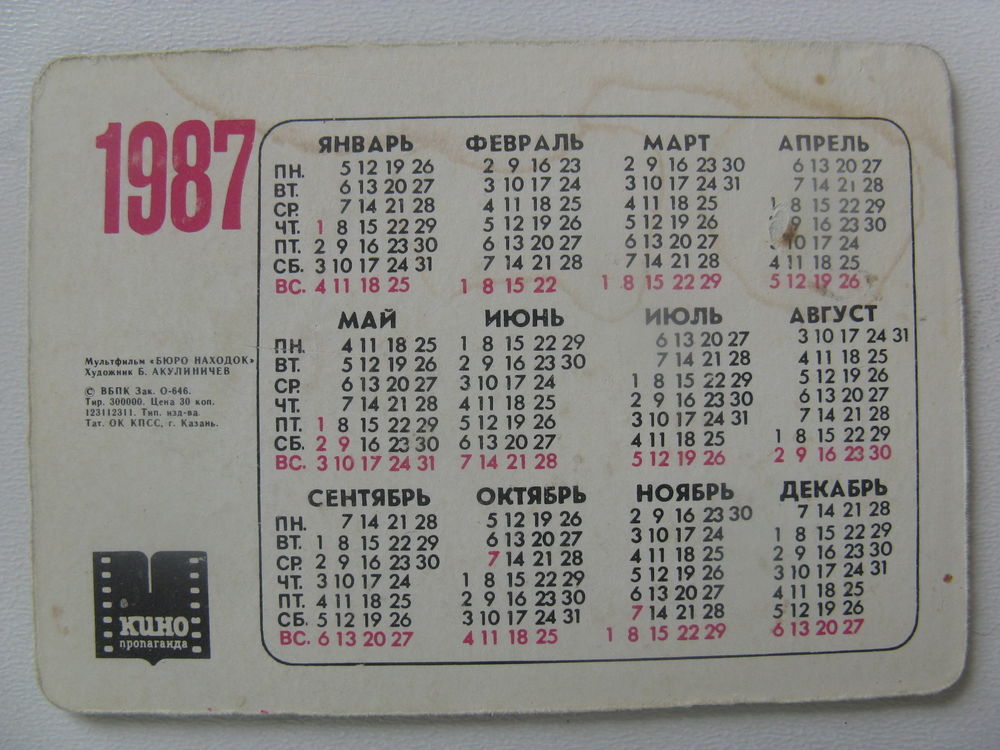 1987
ЯНВАРЬ ФЕВРАЛЬ МАРТ АПРЕЛЬ
ПН. 5 12 19 26 2 9 16 23 2 9 16 23 30 6 13 20 27
ВТ. 6 13 20 27 3 10 17 24 3 10 17 24 31 7 14 21 28
СР. 7 14 21 28 4 11 18 25 4 11 18 25 1 8 15 22 29
ЧТ. 1 8 15 22 29 5 12 19 26 5 12 19 26 9 16 23 30
ПТ. 2 9 16 23 30 6 13 20 27 6 13 20 27 10 17 24
СБ. 3 10 17 24 31 7 14 21 28 7 14 21 28 4 11 18 25
ВС. 4 11 18 25 1 8 15 22 1 8 15 22 29 5 12 19 26
МАЙ ИЮНЬ ИЮЛЬ АВГУСТ
ПН. 4 11 18 25 1 8 15 22 29 6 13 20 27 3 10 17 24 31
ВТ. 5 12 19 26 2 9 16 23 30 7 14 21 28 4 11 18 25
СР. 6 13 20 27 3 10 17 24 1 8 15 22 29 5 12 19 26
ЧТ. 7 14 21 28 4 11 18 25 2 9 16 23 30 6 13 20 27
ПТ. 1 8 15 22 29 5 12 19 26 3 10 17 24 31 7 14 21 28
СБ. 2 9 16 23 30 6 13 20 27 4 11 18 25 1 8 15 22 29
ВС. 3 10 17 24 31 7 14 21 28 5 12 19 26 2 9 16 23 30
СЕНТЯБРЬ ОКТЯБРЬ НОЯБРЬ ДЕКАБРЬ
ПН. 7 14 21 28 5 12 19 26 2 9 16 23 30 7 14 21 28
ВТ. 1 8 15 22 29 6 13 20 27 3 10 17 24 1 8 15 22 29
СР. 2 9 16 23 30 7 14 21 28 4 11 18 25 2 9 16 23 30
ЧТ. 3 10 17 24 1 8 15 22 29 5 12 19 26 3 10 17 24 31
ПТ. 4 11 18 25 2 9 16 23 30 6 13 20 27 4 11 18 25
СБ. 5 12 19 26 3 10 17 24 31 7 14 21 28 5 12 19 26
ВС. 6 13 20 27 4 11 18 25 1 8 15 22 29 6 13 20 27
Мультфильм «БЮРО НАХОДОК»
Художник Б. АКУЛИНИЧЕВ
© ВБПК Зак. О-646.
Тир. 300000. Цена 30 коп.
123112311. Тип. изд-ва
Тат. ОК КПСС, г. Казань.
кино
пропаганда